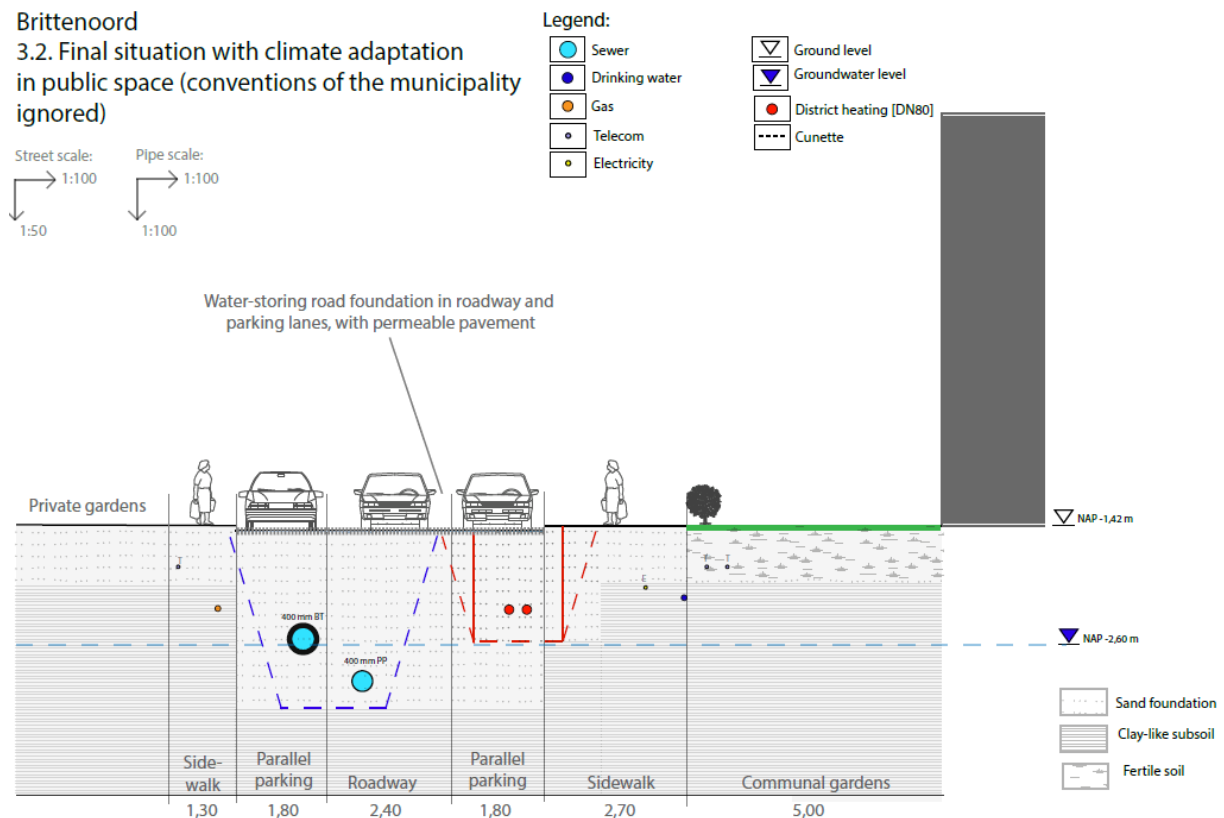 Brittenoord
3.2. Final situation with climate adaptation
in public space (conventions of the municipality
ignored)
Street scale:
1:100
1:50
Pipe scale:
1:100
1:100
Legend:
Sewer
Drinking water
Gas
Telecom
Electricity
Ground level
Groundwater level
District heating [DN80]
Cunette
Water-storing road foundation in roadway and
parking lanes, with permeable pavement
Private gardens
NAP -1,42 m
T
T
T
E
400 mm BT
400 mm PP
NAP -2,60 m
Sand foundation
Clay-like subsoil
Fertile soil
Side-
walk
Parallel
parking
Roadway
Parallel
parking
Sidewalk
Communal gardens
1,30
1,80
2,40
1,80
2,70
5,00